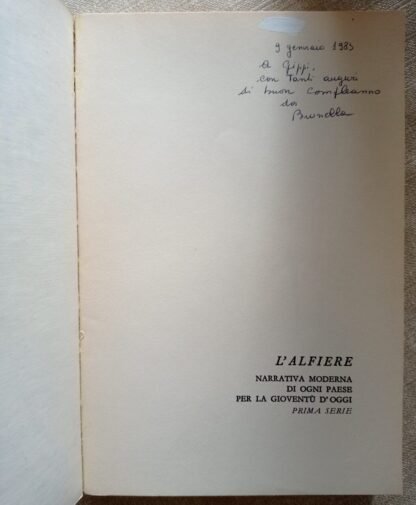 9 gennaio 1985
A Gippi,
con Tanti auguri
di buon compleanno
da
Brunella
L'ALFIERE
NARRATIVA MODERNA
DI OGNI PAESE
PER LA GIOVENTÙ D'OGGI
PRIMA SERIE